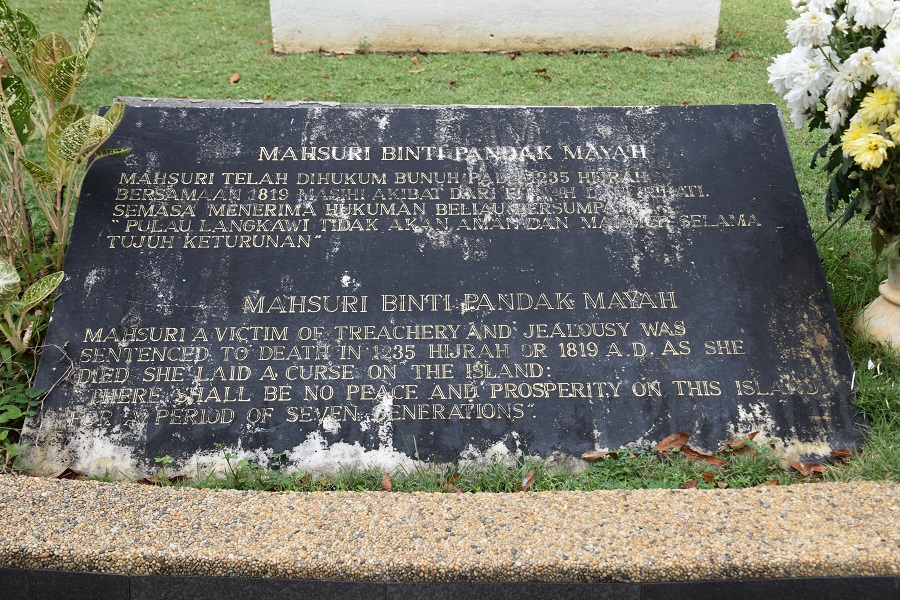 MAHSURI BINTI PANDAK MAYAH
MAHSURI TELAH DIHUKUM BUNUH PADA 1235 HIJRAH
BERSAMAAN 1819 MASIHI AKIBAT DARI
SEMASA MENERIMA HUKUMAN BELIAU BERSUMPAH
"PULAU LANGKAWI TIDAK AKAN AMAN DAN MAKMUR SELAMA
TUJUH KETURUNAN"
MAHSURI BINTI PANDAK MAYAH
MAHSURI A VICTIM OF TREACHERY AND JEALOUSY WAS
SENTENCED TO DEATH IN 1235 HIJRAH OR 1819 A.D. AS SHE
DIED SHE LAID A CURSE ON THE ISLAND:
THERE SHALL BE NO PEACE AND PROSPERITY ON THIS ISLAND
PERIOD OF SEVEN GENERATIONS"